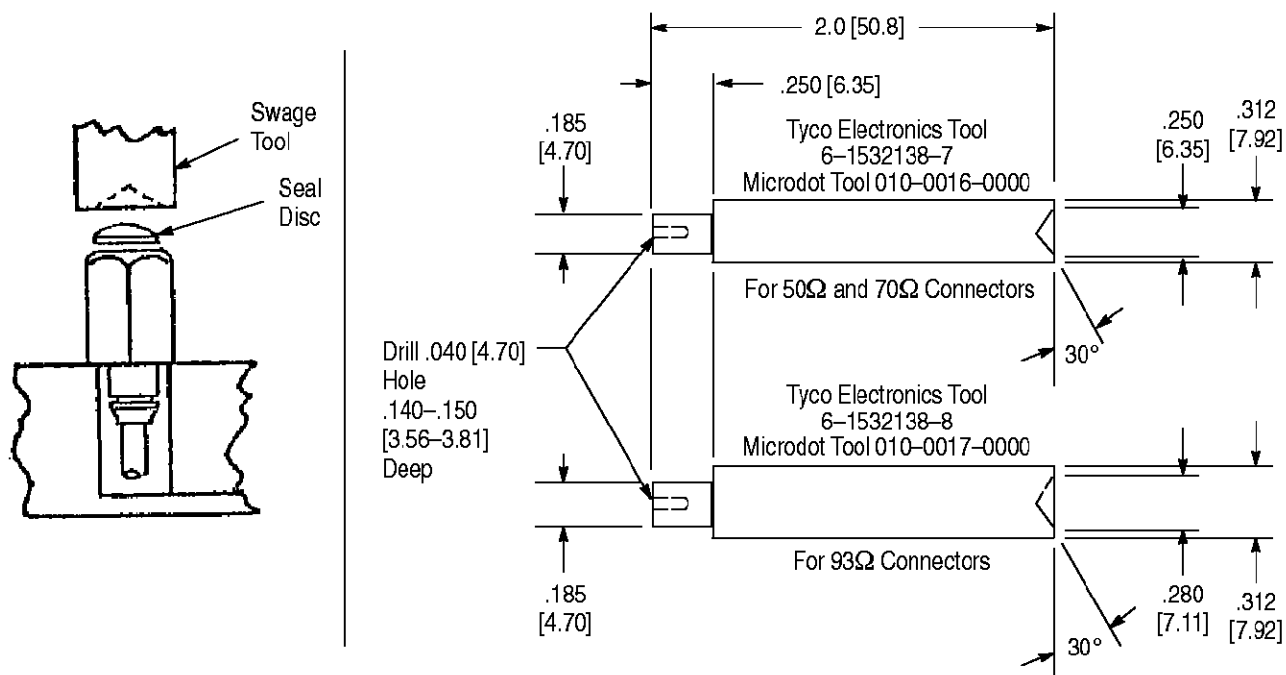 Swage
Tool
Seal
Disc
2.0 [50.8]
.250 [6.35]
.185
[4.70]
Tyco Electronics Tool
6–1532138–7
Microdot Tool 010–0016–0000
.250
[6.35]
.312
[7.92]
For 50Ω and 70Ω Connectors
30°
Drill .040 [4.70]
Hole
.140–.150
[3.56–3.81]
Deep
Tyco Electronics Tool
6–1532138–8
Microdot Tool 010–0017–0000
For 93Ω Connectors
.185
[4.70]
.280
[7.11]
.312
[7.92]
30°